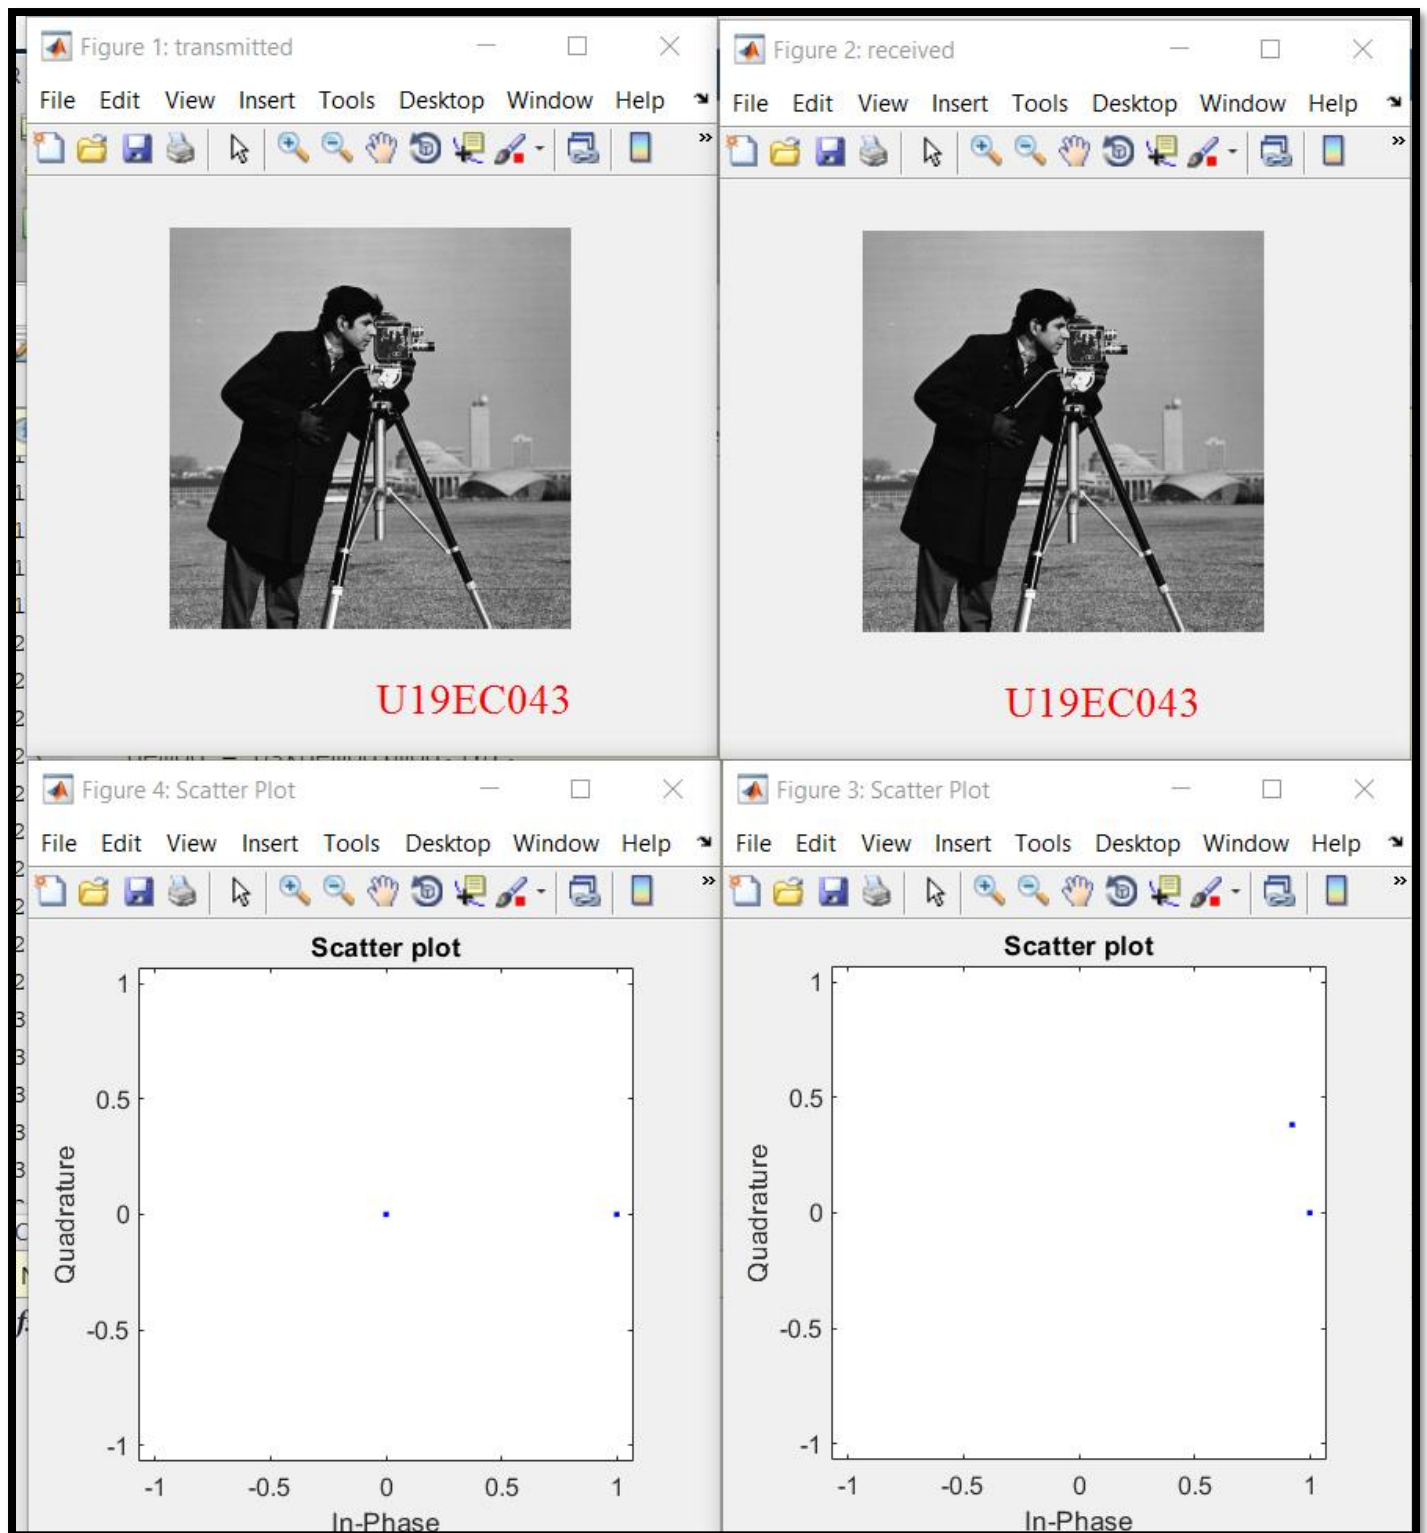 Figure 1: transmitted
File Edit View Insert Tools Desktop Window Help
U19EC043
Figure 2: received
File Edit View Insert Tools Desktop Window Help
U19EC043
Figure 4: Scatter Plot
File Edit View Insert Tools Desktop Window Help
Scatter plot
1
0.5
0
-0.5
-1
Quadrature
-1 -0.5 0 0.5 1
In-Phase
Figure 3: Scatter Plot
File Edit View Insert Tools Desktop Window Help
Scatter plot
1
0.5
0
-0.5
-1
Quadrature
-1 -0.5 0 0.5 1
In-Phase